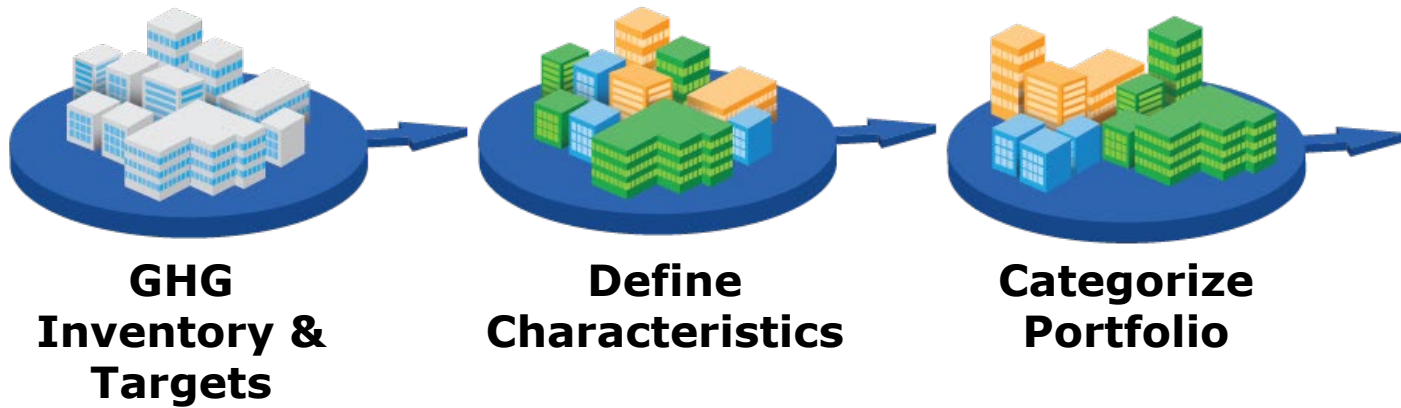 GHG
Inventory &
Targets
Define
Characteristics
Categorize
Portfolio